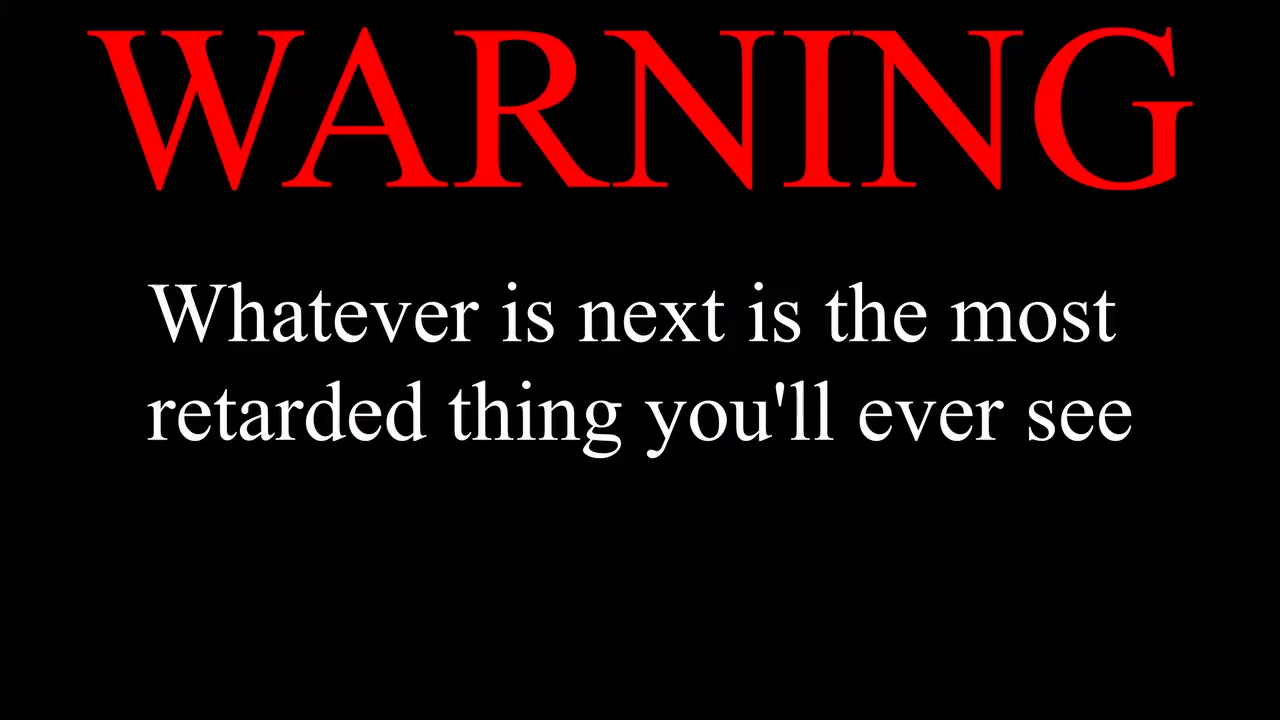 WARNING
Whatever is next is the most
retarded thing you'll ever see